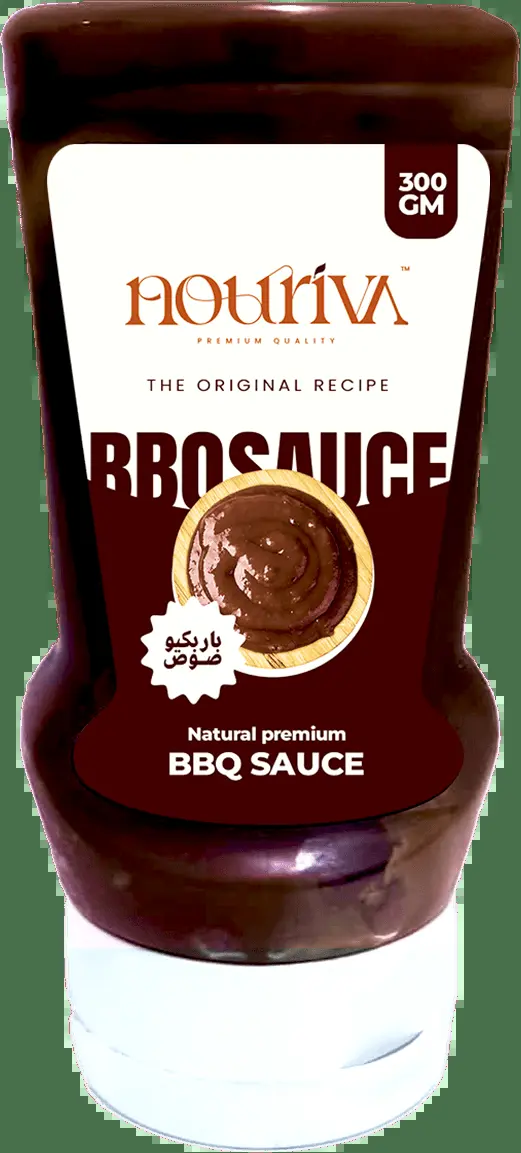 300
GM
nouriva™
PREMIUM QUALITY
THE ORIGINAL RECIPE
BBQSAUCE
باربكيو
صوص
Natural premium
BBQ SAUCE